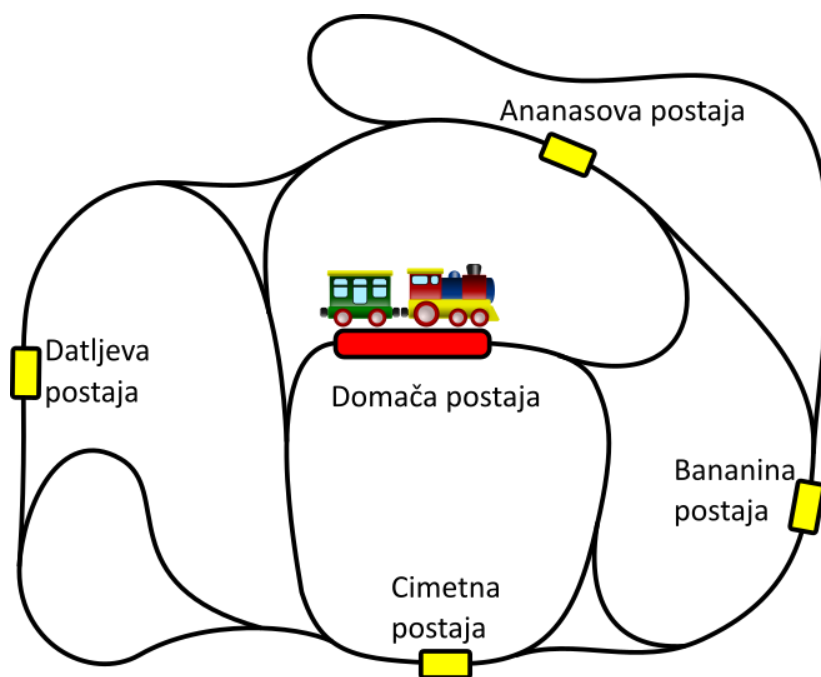 Ananasova postaja
Datljeva
postaja
Domača postaja
Bananina
postaja
Cimetna
postaja